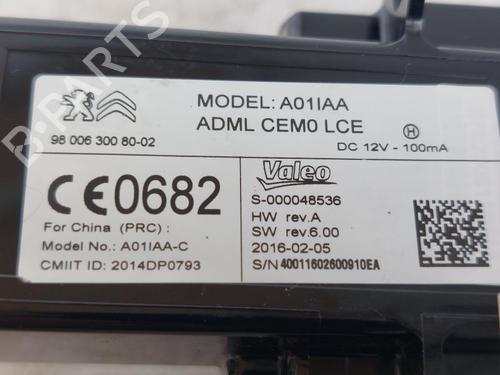 B-PARTS
MODEL: A01IAA
ADML CEM0 LCE
H
98 006 300 80-02
DC 12V - 100mA
CE0682
Valeo
S-000048536
For China (PRC):
HW rev.A
Model No.: A01IAA-C
SW rev.6.00
CMIIT ID: 2014DP0793
2016-02-05
S/N 40011602600910EA